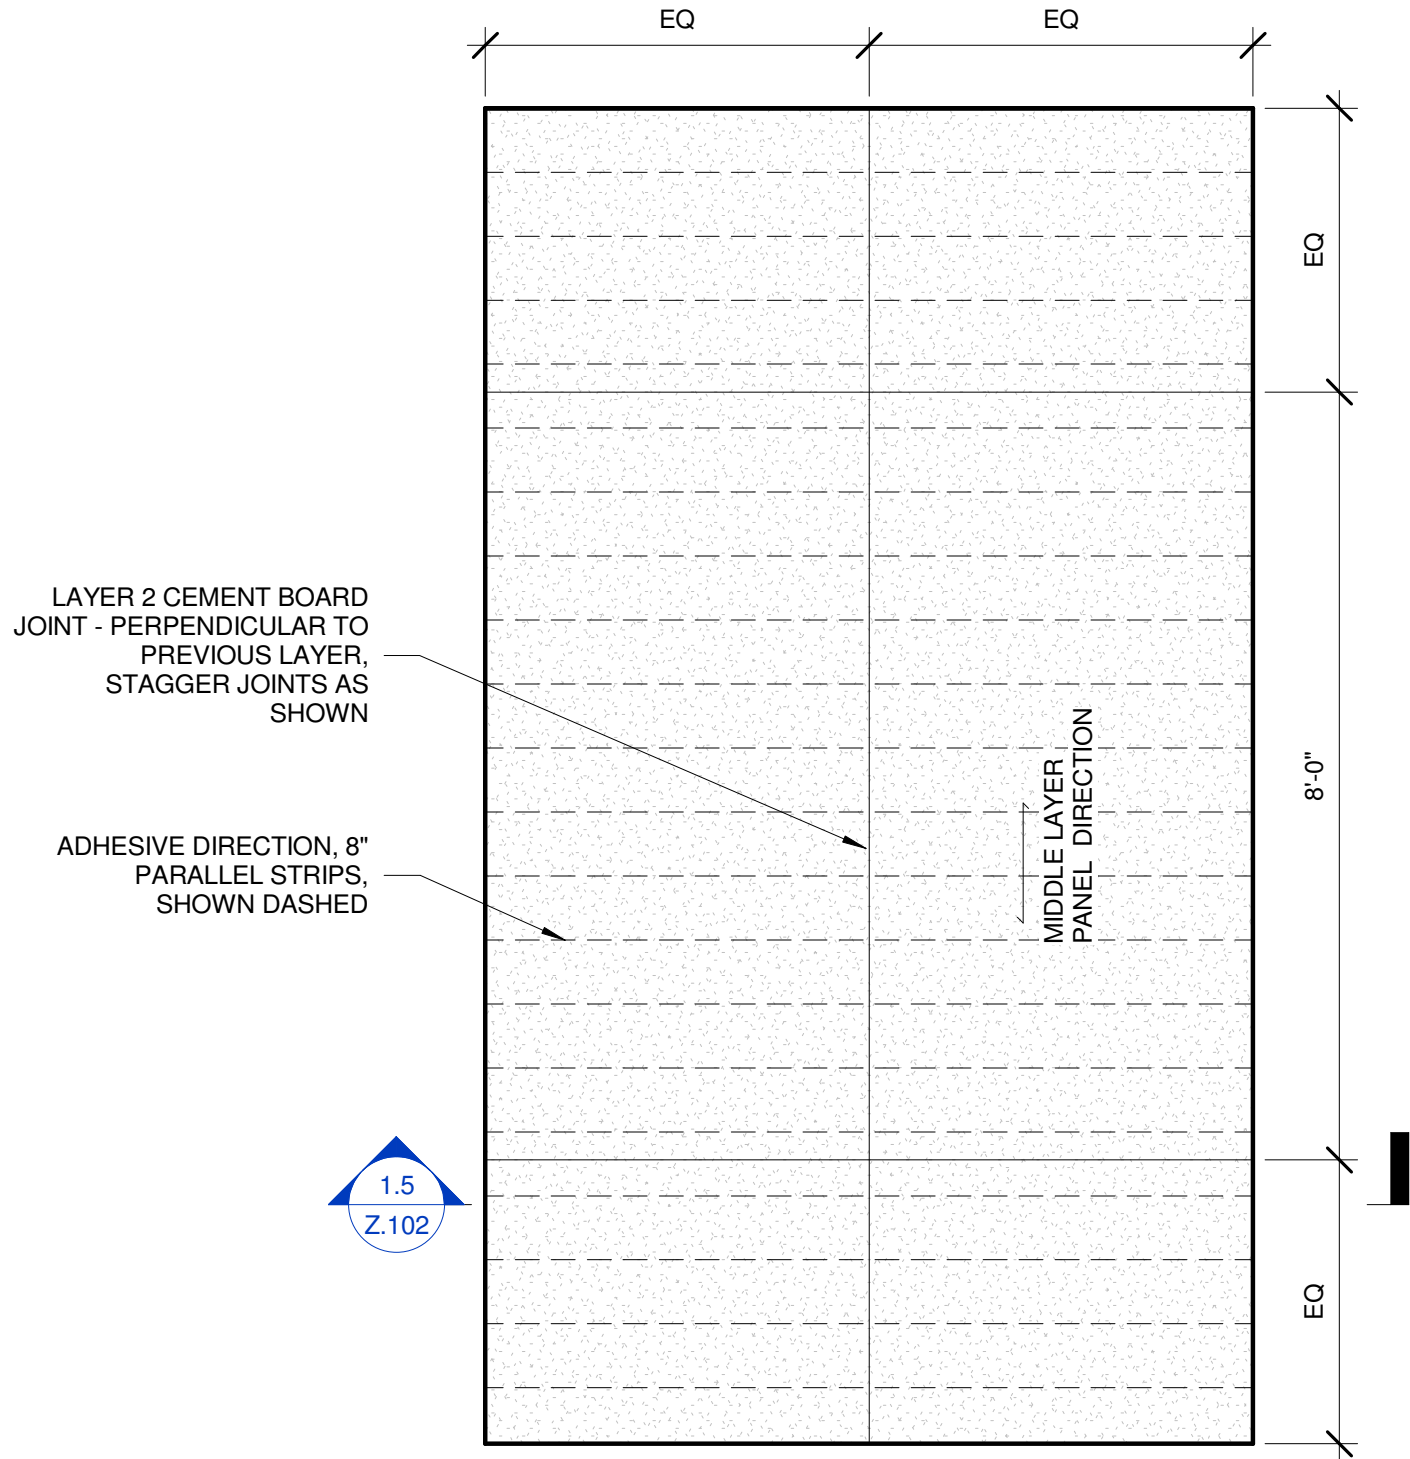 EQ
EQ
EQ
LAYER 2 CEMENT BOARD
JOINT - PERPENDICULAR TO
PREVIOUS LAYER,
STAGGER JOINTS AS
SHOWN
MIDDLE LAYER
PANEL DIRECTION
8'-0"
ADHESIVE DIRECTION, 8"
PARALLEL STRIPS,
SHOWN DASHED
1.5
Z.102
EQ